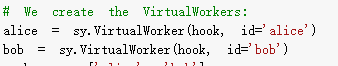 # We create the VirtualWorkers:
alice = sy.VirtualWorker(hook, id='alice')
bob = sy.VirtualWorker(hook, id='bob')